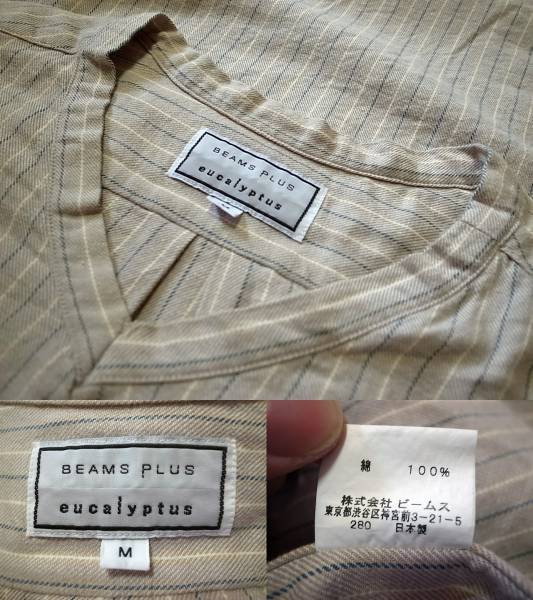 BEAMS PLUS
eucalyptus
BEAMS PLUS
eucalyptus
M
綿 100%
株式会社 ビームス
東京都渋谷区神宮前3-21-5
280 日本製